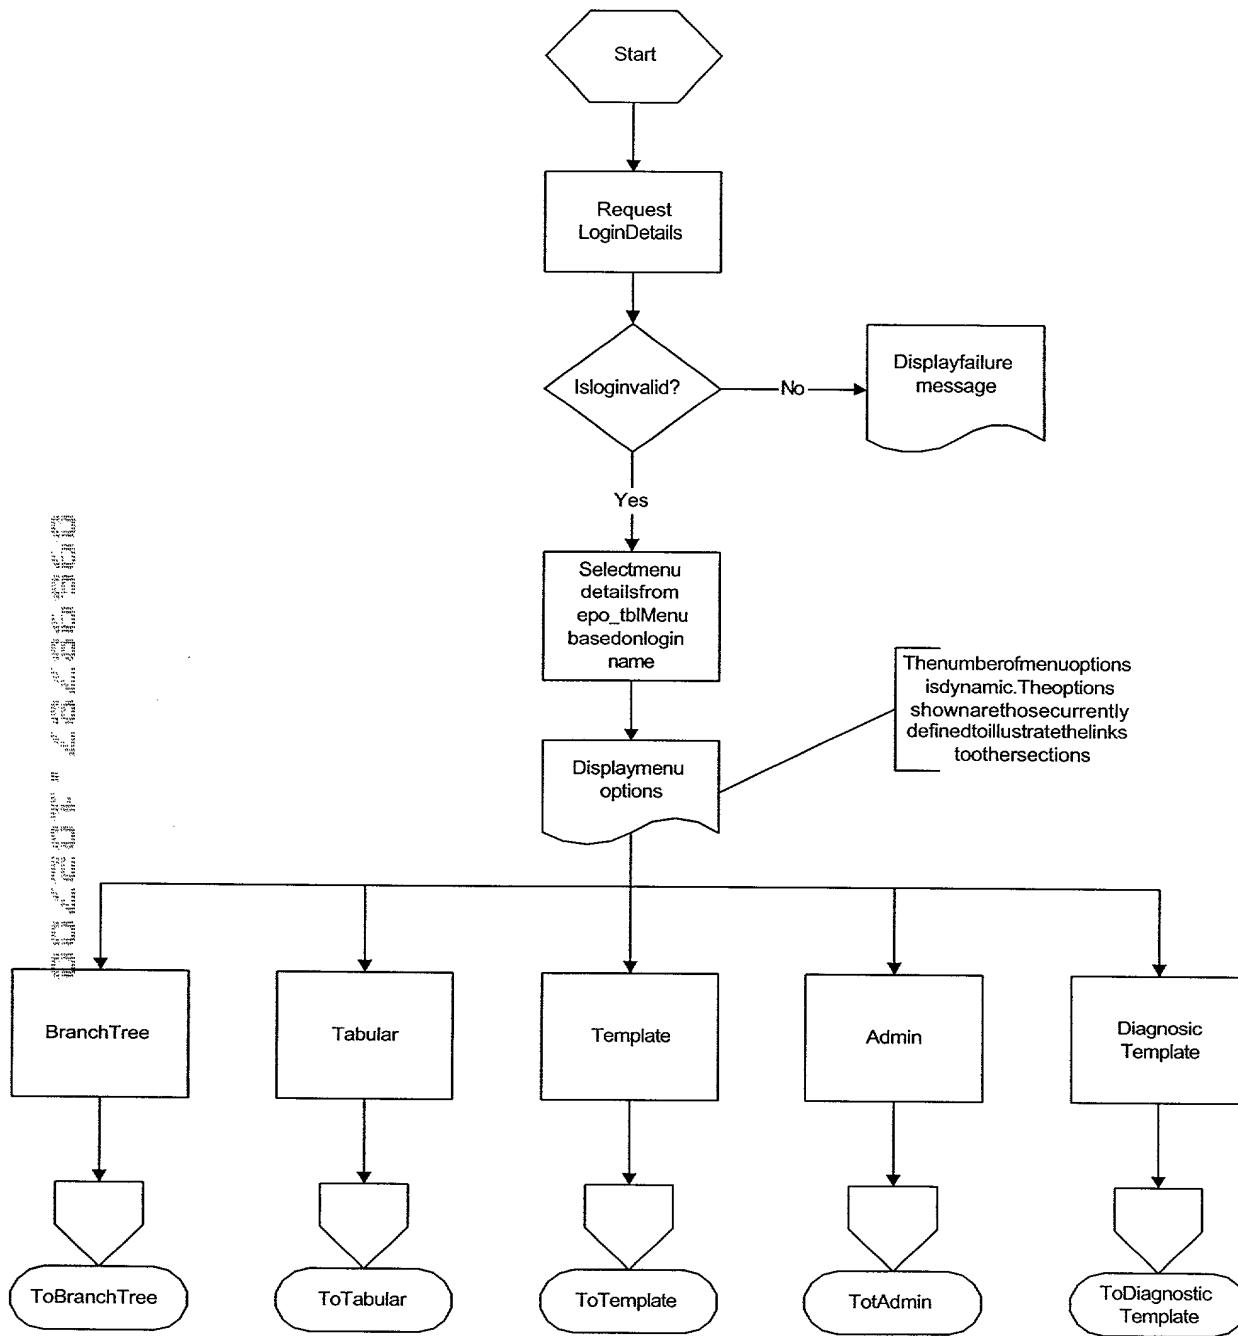 Start
Request
LoginDetails
Isloginvalid?
No
Displayfailure
message
Yes
Selectmenu
detailsfrom
epo_tblMenu
basedonlogin
name
Thenumberofmenuoptions
isdynamic.Theoptions
shownarethosecurrently
definedtoillustratethelinks
toothersections
Displaymenu
options
BranchTree
Tabular
Template
Admin
Diagnosic
Template
ToBranchTree
ToTabular
ToTemplate
TotAdmin
ToDiagnostic
Template